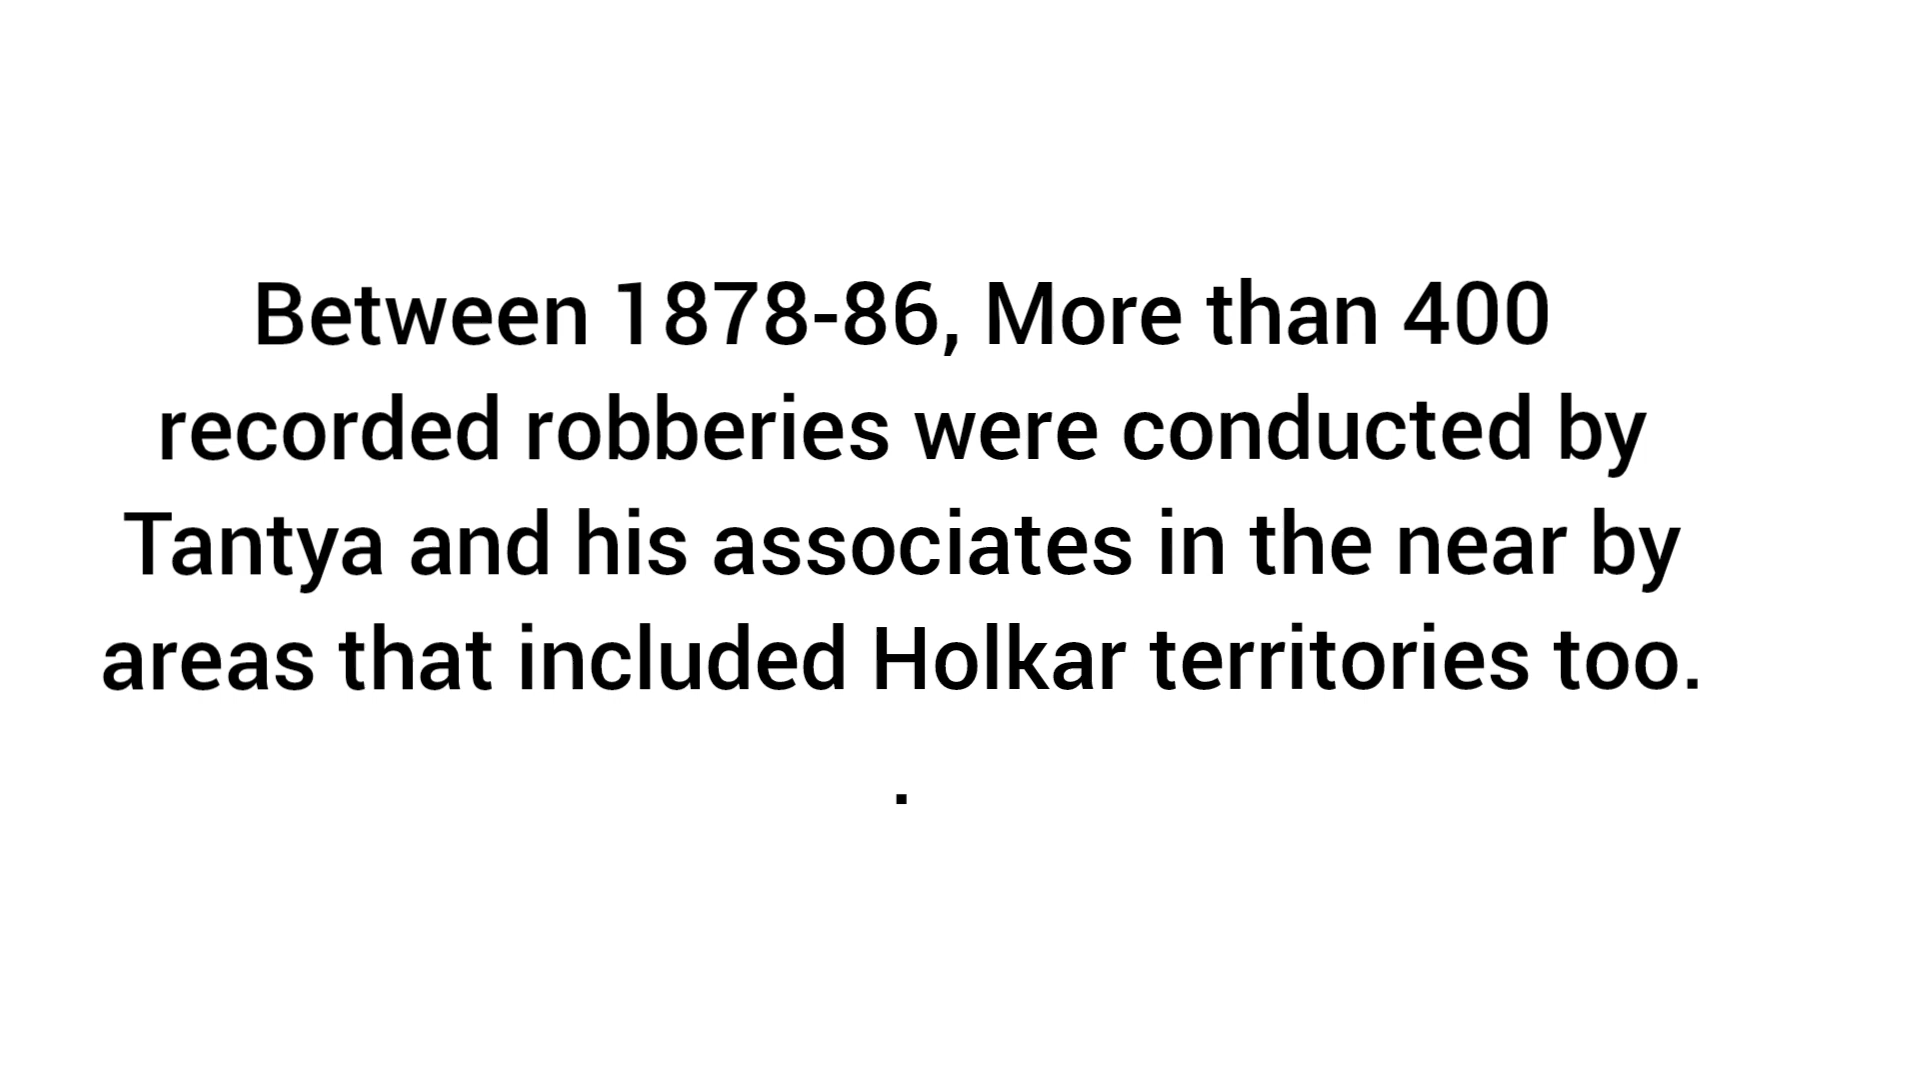 Between 1878-86, More than 400
recorded robberies were conducted by
Tantya and his associates in the near by
areas that included Holkar territories too.
.